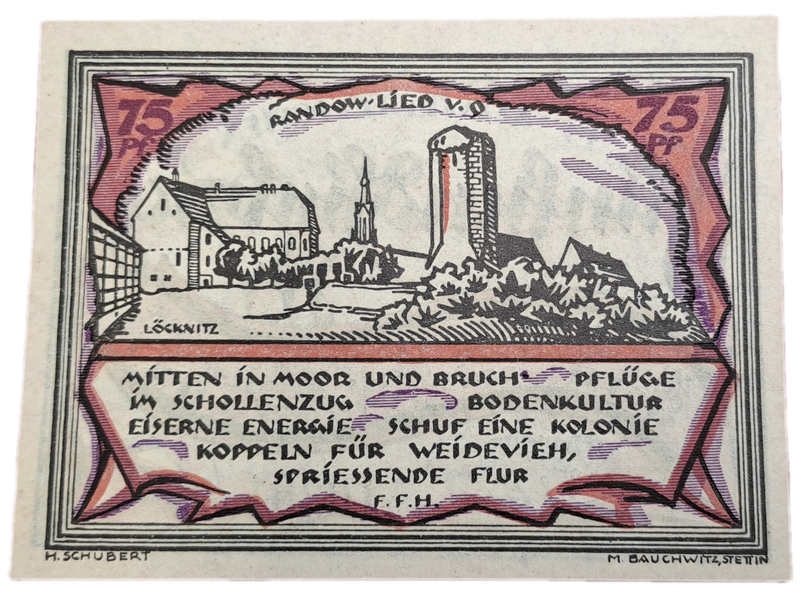 75 Pf
RANDOW-LIED V. 9
75 Pf
LÖCKNITZ
MITTEN IN MOOR UND BRUCH PFLÜGE
IM SCHOLLENZUG BODENKULTUR
EISERNE ENERGIE SCHUF EINE KOLONIE
KOPPELN FÜR WEIDEVIEH,
SPRIESSENDE FLUR
F. F. H.
H. SCHUBERT
M. BAUCHWITZ, STETTIN